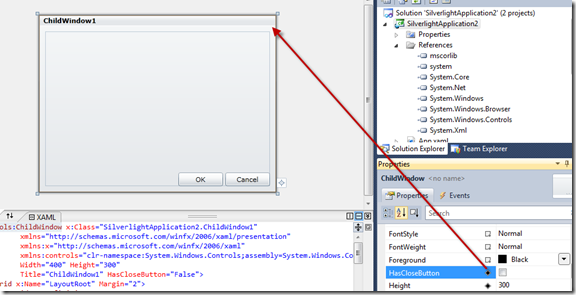 ChildWindow1
OK
Cancel
XAML
ols:ChildWindow x:Class="SilverlightApplication2.ChildWindow1"
xmlns="http://schemas.microsoft.com/winfx/2006/xaml/presentation"
xmlns:x="http://schemas.microsoft.com/winfx/2006/xaml"
xmlns:controls="clr-namespace:System.Windows.Controls;assembly=System.Windows.Co
Width="400" Height="300"
Title="ChildWindow1" HasCloseButton="False">
rid x:Name="LayoutRoot" Margin="2">
Solution 'SilverlightApplication2' (2 projects)
SilverlightApplication2
Properties
References
mscorlib
system
System.Core
System.Net
System.Windows
System.Windows.Browser
System.Windows.Controls
System.Xml
App.xaml
Solution Explorer
Team Explorer
Properties
ChildWindow <no name>
Properties
Events
Search
FontStyle Normal
FontWeight Normal
Foreground Black
HasCloseButton
Height 300